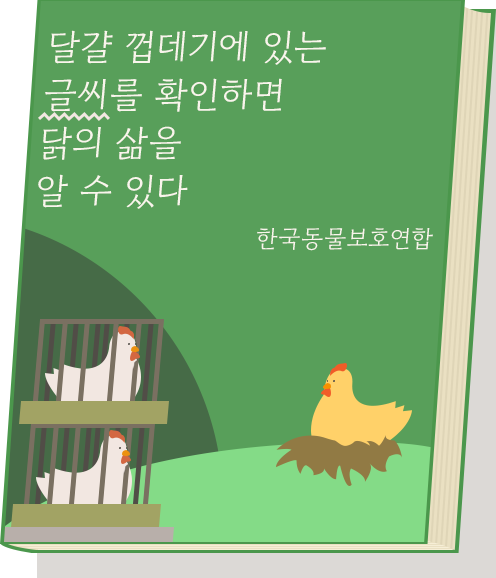 달걀 껍데기에 있는
글씨를 확인하면
닭의 삶을
알 수 있다
한국동물보호연합